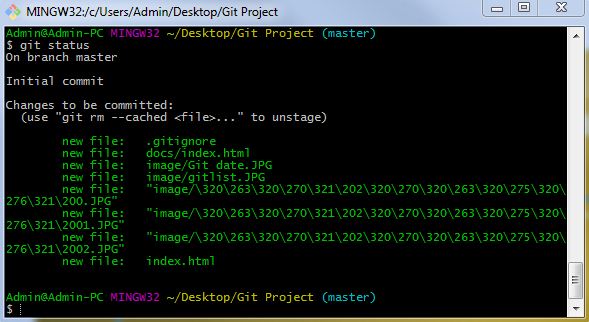 MINGW32:/c/Users/Admin/Desktop/Git Project
Admin@Admin-PC MINGW32 ~/Desktop/Git Project (master)
$ git status
On branch master
Initial commit
Changes to be committed:
(use "git rm --cached <file>..." to unstage)
new file: .gitignore
new file: docs/index.html
new file: image/Git date.JPG
new file: image/gitlist.JPG
new file: "image/\320\263\320\270\321\202\320\270\320\263\320\275\320\
276\321\200.JPG"
new file: "image/\320\263\320\270\321\202\320\270\320\263\320\275\320\
276\321\2001.JPG"
new file: "image/\320\263\320\270\321\202\320\270\320\263\320\275\320\
276\321\2002.JPG"
new file: index.html
Admin@Admin-PC MINGW32 ~/Desktop/Git Project (master)
$